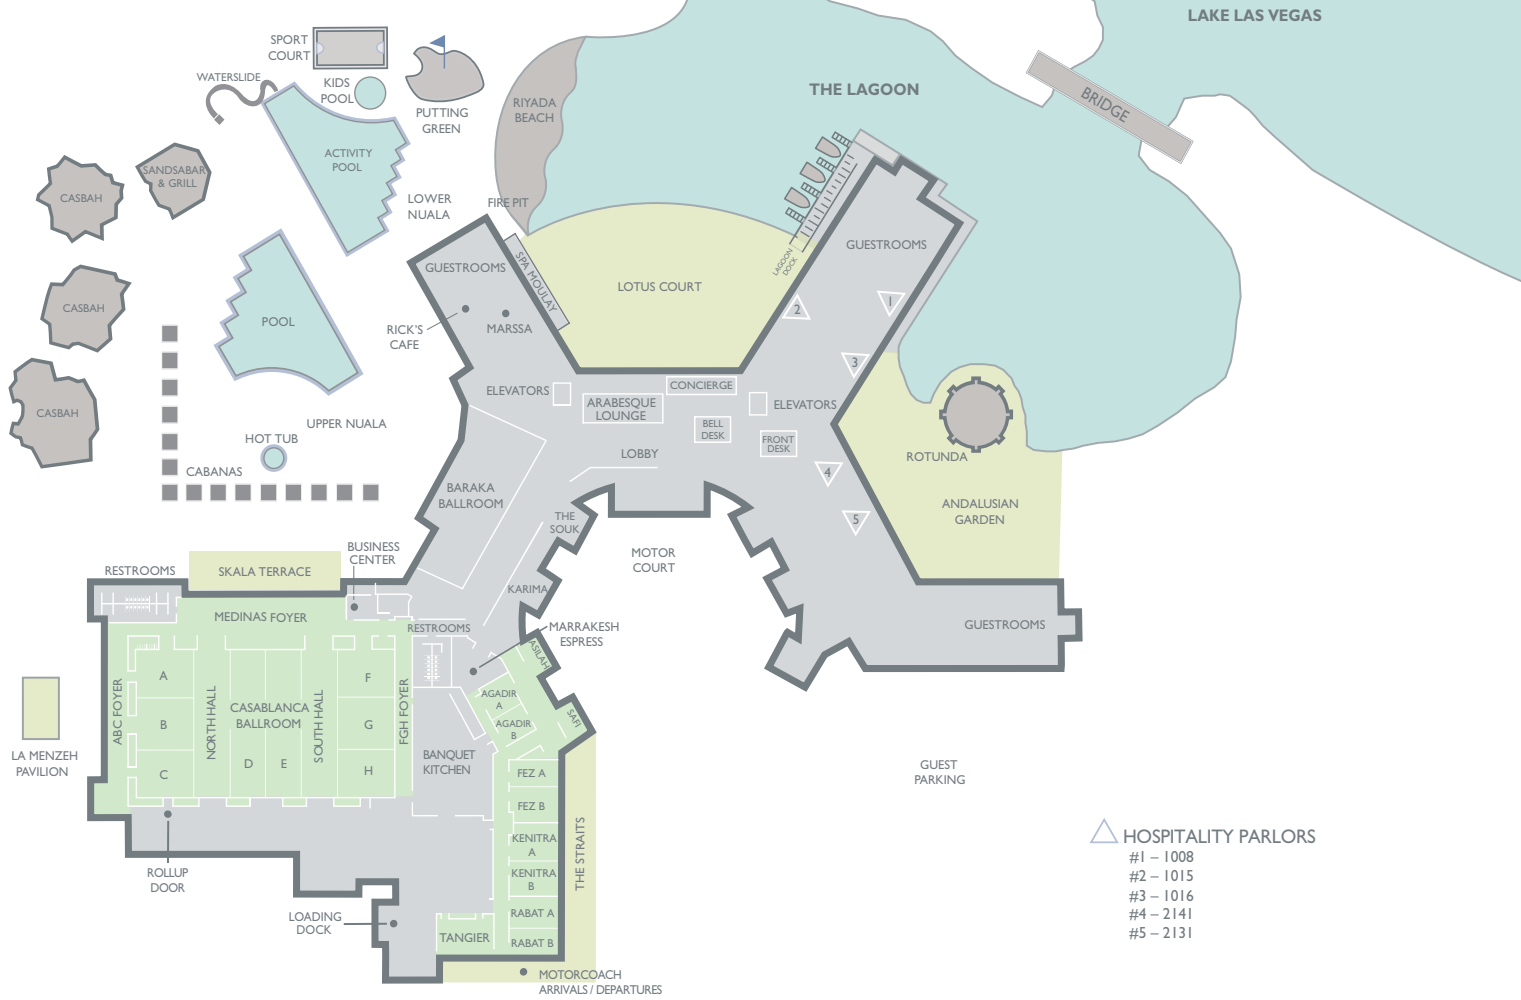 LAKE LAS VEGAS
SPORT
COURT
WATERSLIDE
KIDS
POOL
PUTTING
GREEN
RIYADA
BEACH
THE LAGOON
BRIDGE
ACTIVITY
POOL
SANDSABAR
& GRILL
CASBAH
LOWER
NUALA
FIRE PIT
GUESTROOMS
SPA MOULAY
LOTUS COURT
LAGOON
DOCK
GUESTROOMS
1
2
3
CASBAH
POOL
RICK'S
CAFE
MARSSA
ELEVATORS
CONCIERGE
ARABESQUE
LOUNGE
ELEVATORS
BELL
DESK
FRONT
DESK
CASBAH
UPPER NUALA
HOT TUB
CABANAS
LOBBY
ROTUNDA
4
5
BARAKA
BALLROOM
THE
SOUK
ANDALUSIAN
GARDEN
MOTOR
COURT
BUSINESS
CENTER
RESTROOMS
SKALA TERRACE
KARIMA
MEDINAS FOYER
RESTROOMS
MARRAKESH
ESPRESS
GUESTROOMS
ASILAH
SAFI
AGADIR
A
AGADIR
B
ABC FOYER
A
B
C
NORTH HALL
CASABLANCA
BALLROOM
D
E
SOUTH HALL
F
G
H
FGH FOYER
BANQUET
KITCHEN
LA MENZEH
PAVILION
FEZ A
FEZ B
KENITRA
A
KENITRA
B
RABAT A
RABAT B
THE STRAITS
GUEST
PARKING
ROLLUP
DOOR
LOADING
DOCK
TANGIER
MOTORCOACH
ARRIVALS / DEPARTURES
HOSPITALITY PARLORS
#1 – 1008
#2 – 1015
#3 – 1016
#4 – 2141
#5 – 2131